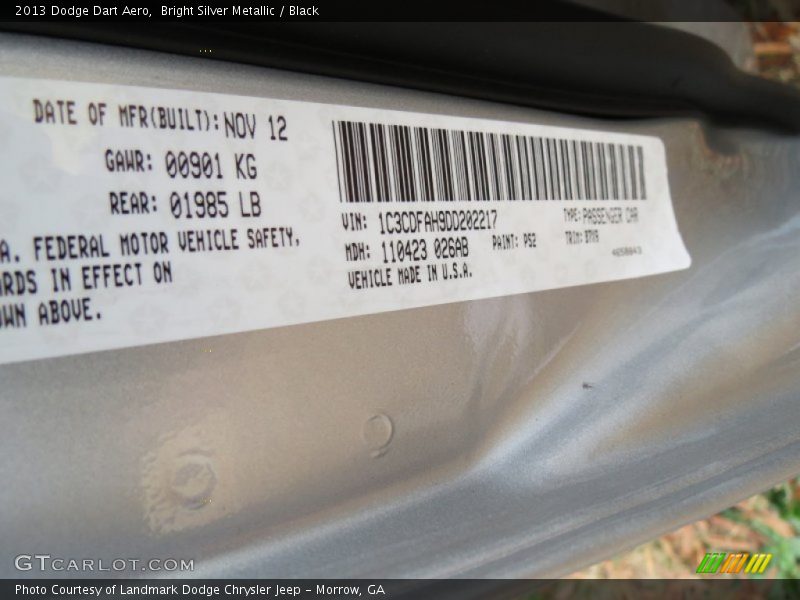 2013 Dodge Dart Aero,  Bright Silver Metallic / Black
DATE OF MFR(BUILT): NOV 12
GAWR: 00901 KG
REAR: 01985 LB
A. FEDERAL MOTOR VEHICLE SAFETY,
ARDS IN EFFECT ON
WN ABOVE.
VIN: 1C3CDFAH9DD202217
TYPE: PASSENGER CAR
MDH: 110423 026AB
PAINT: PS2
TRIM:
VEHICLE MADE IN U.S.A.
GTCARLOT.COM
Photo Courtesy of Landmark Dodge Chrysler Jeep – Morrow, GA